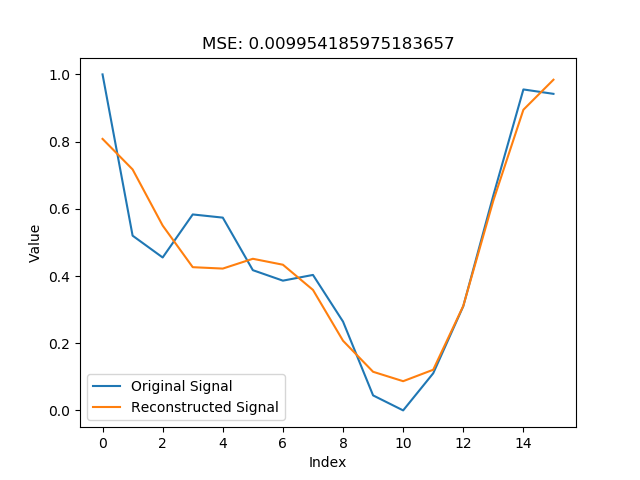 MSE: 0.009954185975183657
1.0
0.8
0.6
0.4
0.2
0.0
Value
Original Signal
Reconstructed Signal
0 2 4 6 8 10 12 14
Index